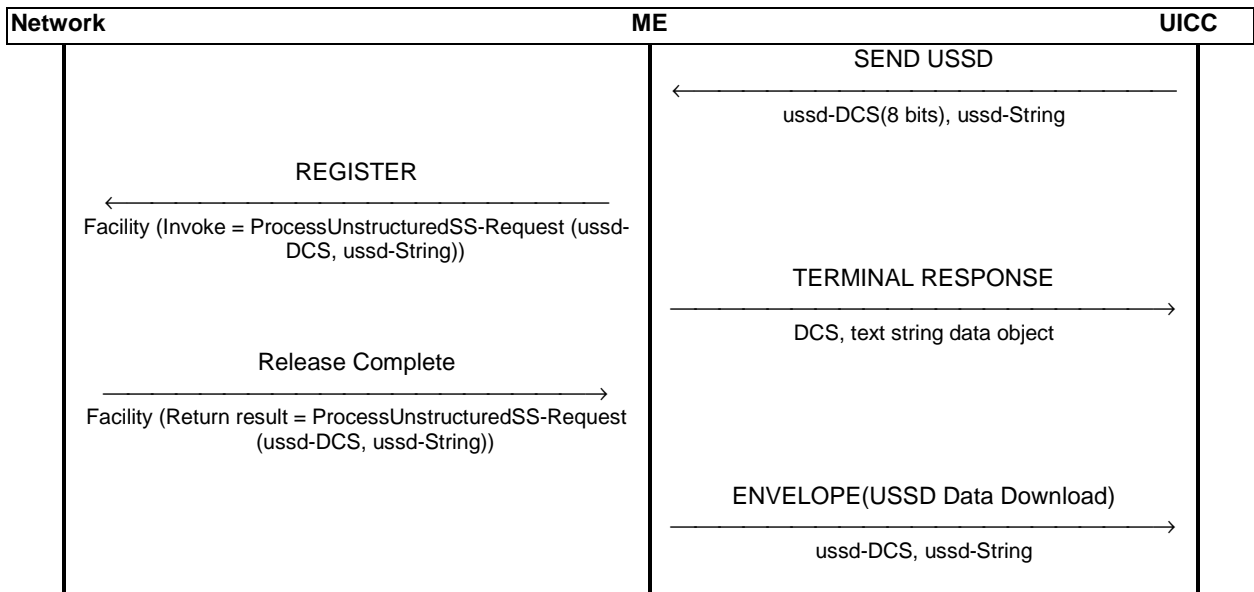 Network ME UICC
SEND USSD
ussd-DCS(8 bits), ussd-String
REGISTER
Facility (Invoke = ProcessUnstructuredSS-Request (ussd-
DCS, ussd-String))
TERMINAL RESPONSE
DCS, text string data object
Release Complete
Facility (Return result = ProcessUnstructuredSS-Request
(ussd-DCS, ussd-String))
ENVELOPE(USSD Data Download)
ussd-DCS, ussd-String